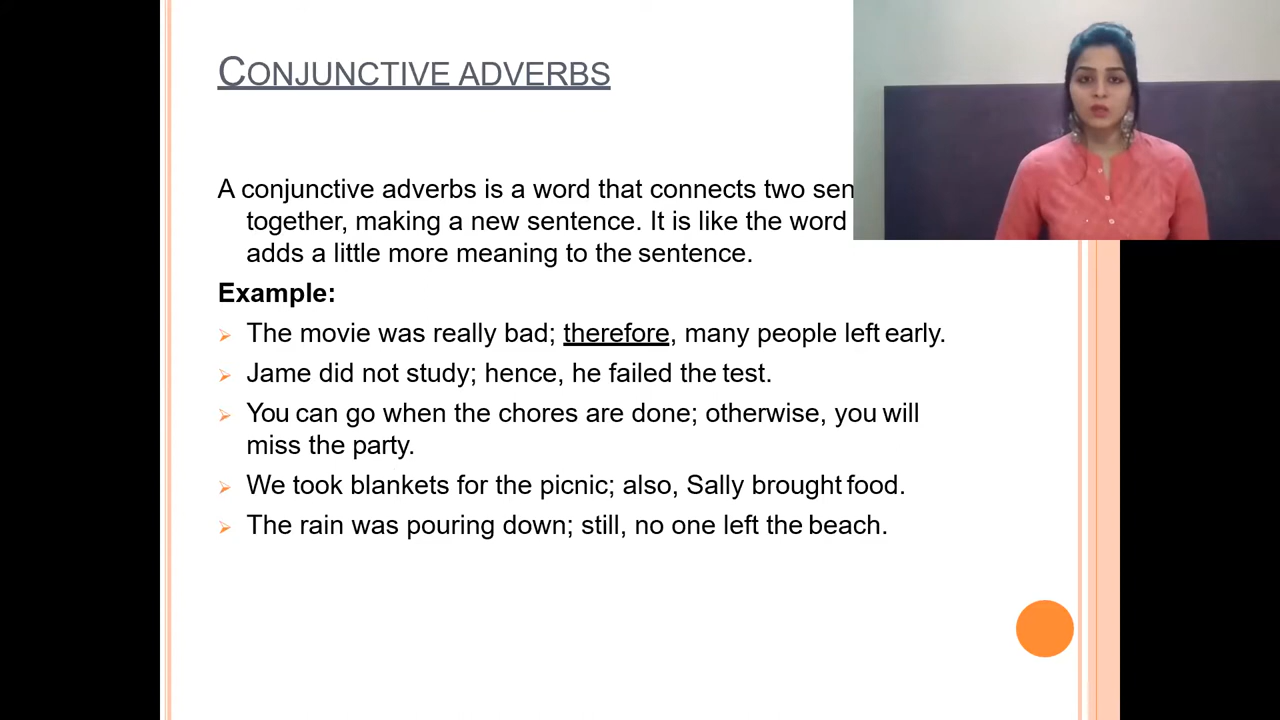 CONJUNCTIVE ADVERBS
A conjunctive adverbs is a word that connects two
together, making a new sentence. It is like the word
adds a little more meaning to the sentence.
Example:
The movie was really bad; therefore, many people left early.
Jame did not study; hence, he failed the test.
You can go when the chores are done; otherwise, you will
miss the party.
We took blankets for the picnic; also, Sally brought food.
The rain was pouring down; still, no one left the beach.